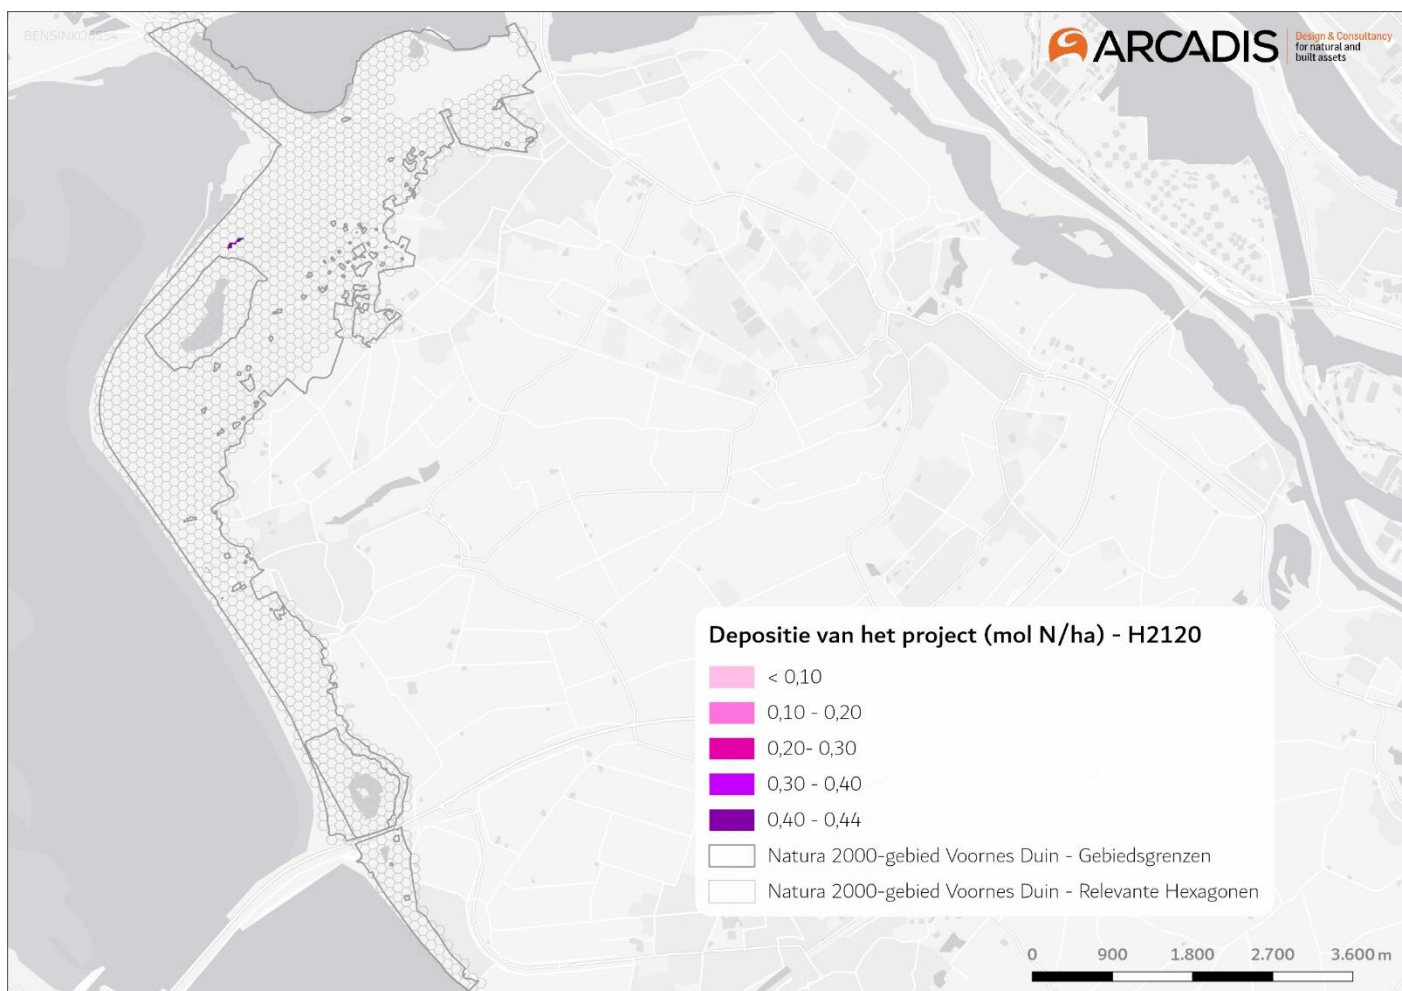 BENSINKO6554
ARCADIS
Design & Consultancy
for natural and
built assets
Depositie van het project (mol N/ha) - H2120
< 0,10
0,10 - 0,20
0,20- 0,30
0,30 - 0,40
0,40 - 0,44
Natura 2000-gebied Voornes Duin - Gebiedsgrenzen
Natura 2000-gebied Voornes Duin - Relevante Hexagonen
0 900 1.800 2.700 3.600 m